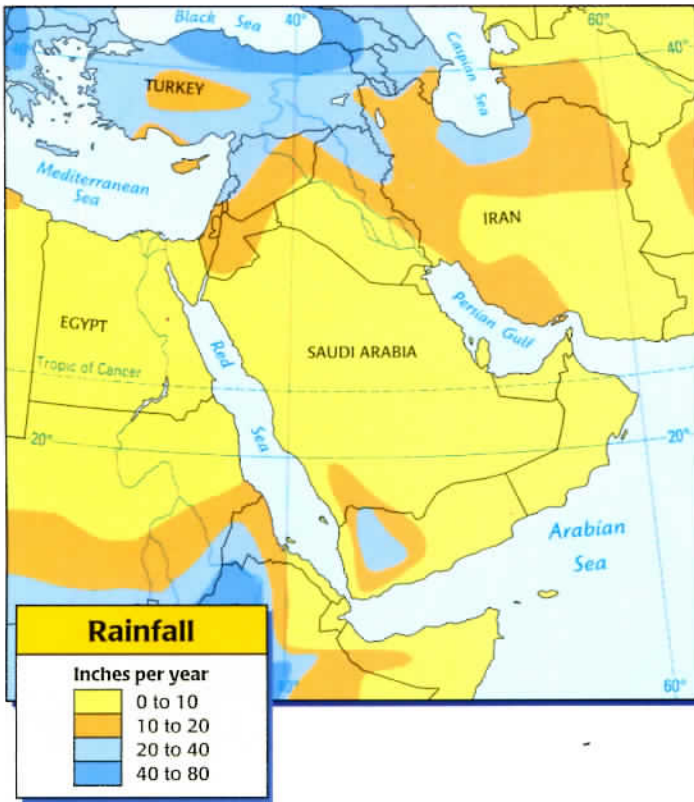 Black Sea
40°
60°
40°
40°
TURKEY
Caspian Sea
Mediterranean
Sea
IRAN
EGYPT
Persian Gulf
Red
Sea
SAUDI ARABIA
Tropic of Cancer
20°
20°
Arabian
Sea
60°
Rainfall
Inches per year
0 to 10
10 to 20
20 to 40
40 to 80